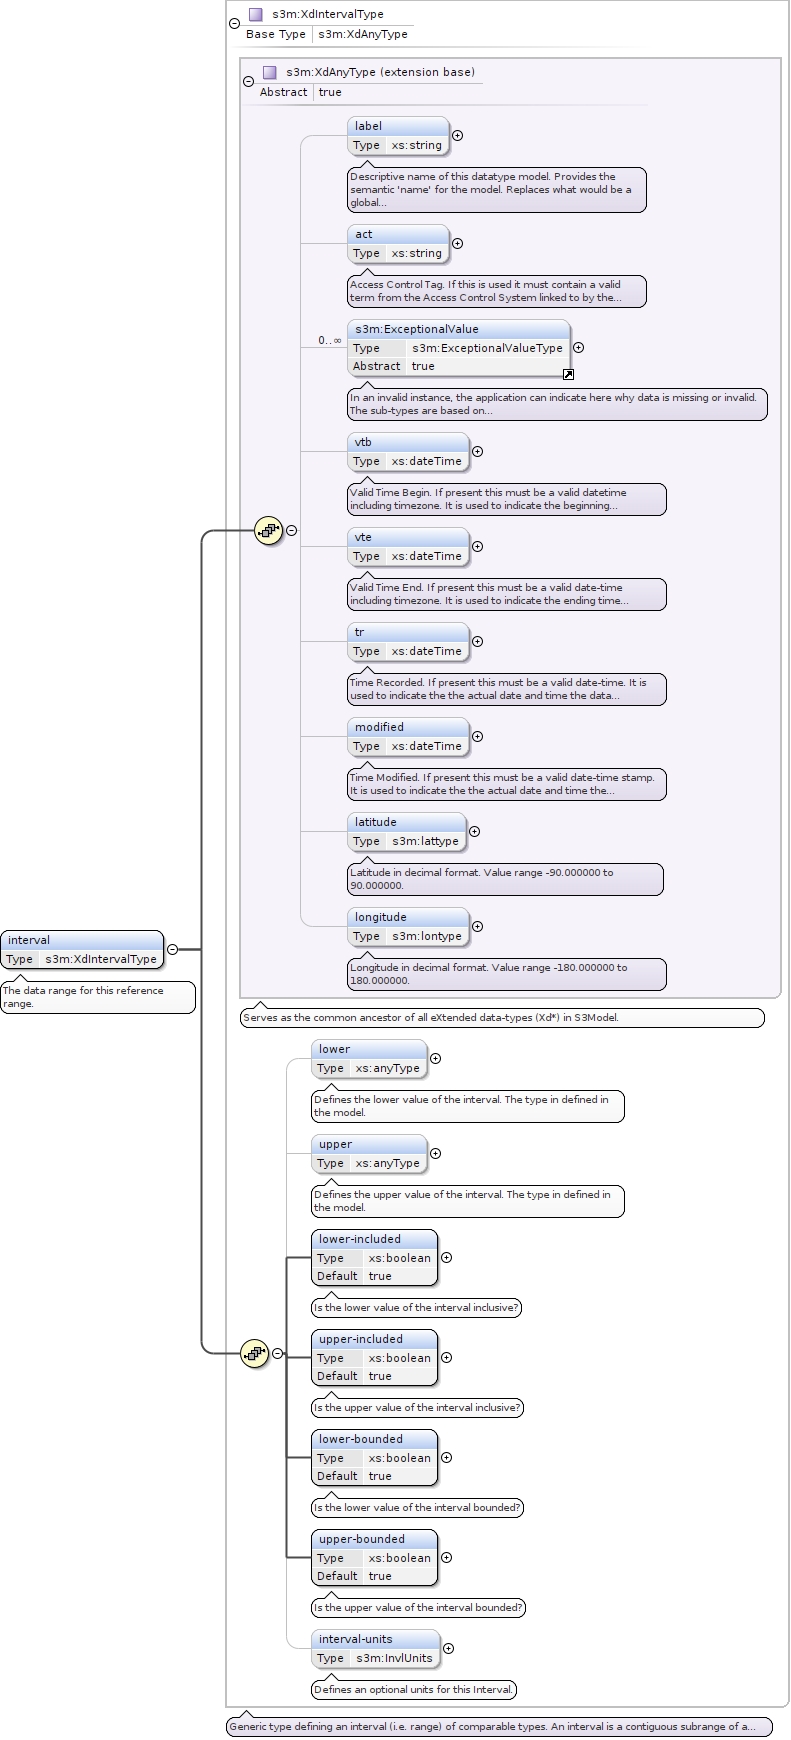 s3m:XdIntervalType
Base Type s3m:XdAnyType
s3m:XdAnyType (extension base)
Abstract true
label
Type xs:string
Descriptive name of this datatype model. Provides the
semantic 'name' for the model. Replaces what would be a
global...
act
Type xs:string
Access Control Tag. If this is used it must contain a valid
term from the Access Control System linked to by the...
0..∞
s3m:ExceptionalValue
Type s3m:ExceptionalValueType
Abstract true
In an invalid instance, the application can indicate here why data is missing or invalid.
The sub-types are based on...
vtb
Type xs:dateTime
Valid Time Begin. If present this must be a valid datetime
including timezone. It is used to indicate the beginning...
vte
Type xs:dateTime
Valid Time End. If present this must be a valid date-time
including timezone. It is used to indicate the ending time...
tr
Type xs:dateTime
Time Recorded. If present this must be a valid date-time. It is
used to indicate the the actual date and time the data...
modified
Type xs:dateTime
Time Modified. If present this must be a valid date-time stamp.
It is used to indicate the the actual date and time the...
latitude
Type s3m:lattype
Latitude in decimal format. Value range -90.000000 to
90.000000.
longitude
Type s3m:lontype
Longitude in decimal format. Value range -180.000000 to
180.000000.
interval
Type s3m:XdIntervalType
The data range for this reference
range.
Serves as the common ancestor of all eXtended data-types (Xd*) in S3Model.
lower
Type xs:anyType
Defines the lower value of the interval. The type in defined in
the model.
upper
Type xs:anyType
Defines the upper value of the interval. The type in defined in
the model.
lower-included
Type xs:boolean
Default true
Is the lower value of the interval inclusive?
upper-included
Type xs:boolean
Default true
Is the upper value of the interval inclusive?
lower-bounded
Type xs:boolean
Default true
Is the lower value of the interval bounded?
upper-bounded
Type xs:boolean
Default true
Is the upper value of the interval bounded?
interval-units
Type s3m:InvlUnits
Defines an optional units for this Interval.
Generic type defining an interval (i.e. range) of comparable types. An interval is a contiguous subrange of a...